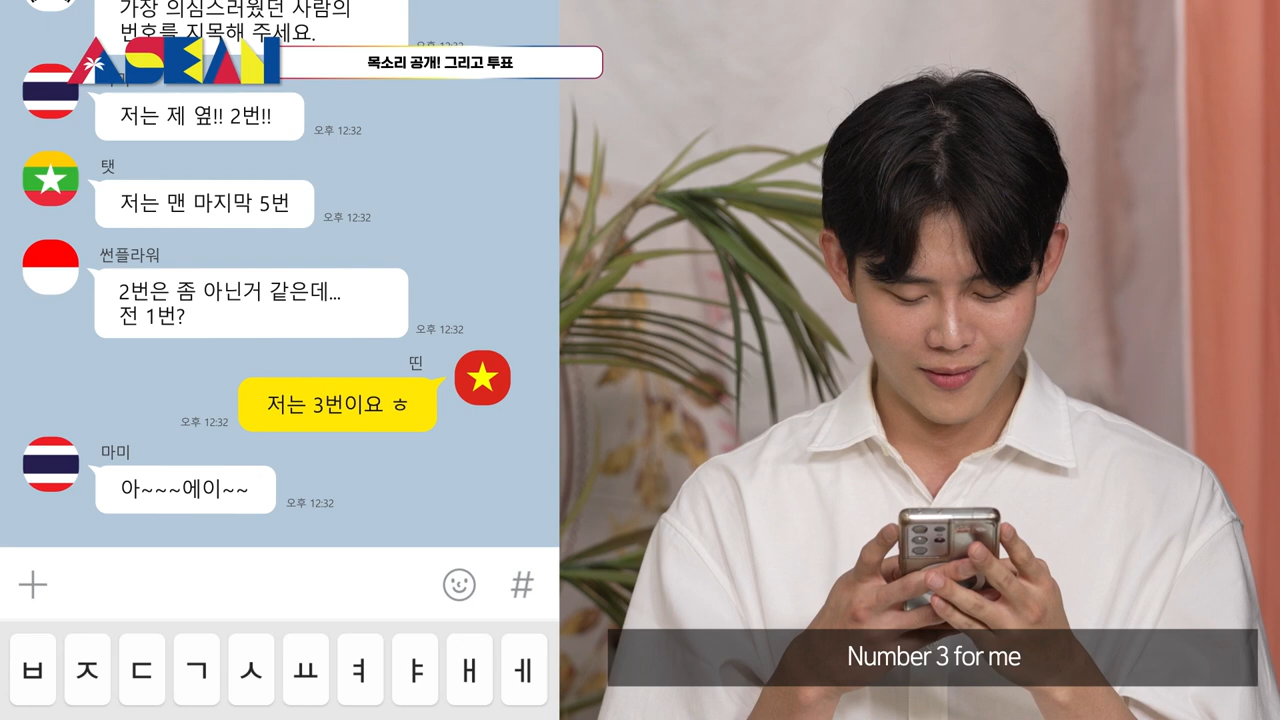 가장 의심스러웠던 사람의
번호를 지목해 주세요.
오후 12:32
ASEAN
목소리 공개! 그리고 투표
저는 제 옆!! 2번!!
오후 12:32
탯
저는 맨 마지막 5번
오후 12:32
썬플라워
2번은 좀 아닌거 같은데...
전 1번?
오후 12:32
띤
저는 3번이요 ㅎ
오후 12:32
마미
아~~~에이~~
오후 12:32
#
ㅂ ㅈ ㄷ ㄱ ㅅ ㅛ ㅕ ㅑ ㅐ ㅔ
Number 3 for me